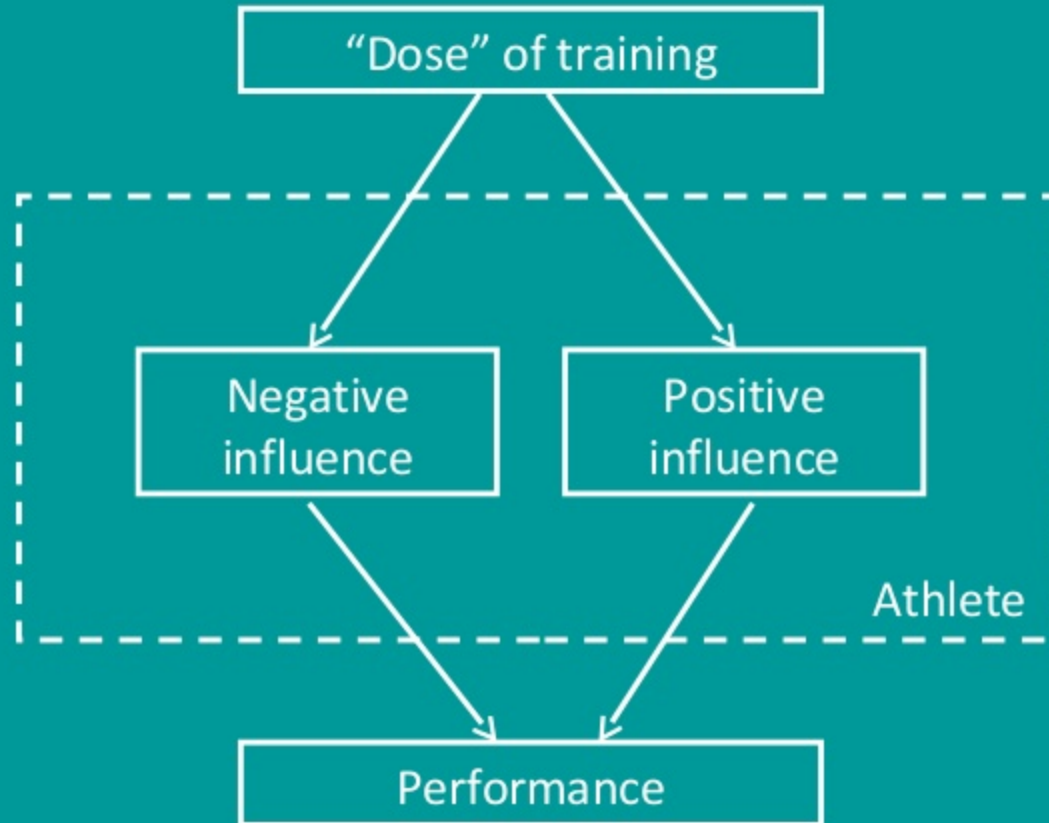 “Dose” of training
Negative
influence
Positive
influence
Athlete
Performance